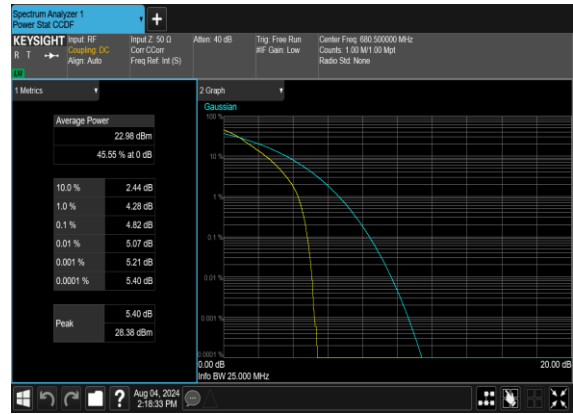 Spectrum Analyzer 1
Power Stat CCDF
KEYSIGHT
R T
LW
Input: RF
Coupling: DC
Align: Auto
Input Z: 50 Ω
Corr CCorr
Freq Ref: Int (S)
Atten: 40 dB
Trig: Free Run
#IF Gain: Low
Center Freq: 680.500000 MHz
Counts: 1.00 M/1.00 Mpt
Radio Std: None
1 Metrics
Average Power
22.98 dBm
45.55 % at 0 dB
10.0 % 2.44 dB
1.0 % 4.28 dB
0.1 % 4.82 dB
0.01 % 5.07 dB
0.001 % 5.21 dB
0.0001 % 5.40 dB
Peak
5.40 dB
28.38 dBm
2 Graph
Gaussian
100 %
10 %
1 %
0.1 %
0.01 %
0.001 %
0.0001 %
0.00 dB
20.00 dB
Info BW 25.000 MHz
?
Aug 04, 2024
2:18:33 PM